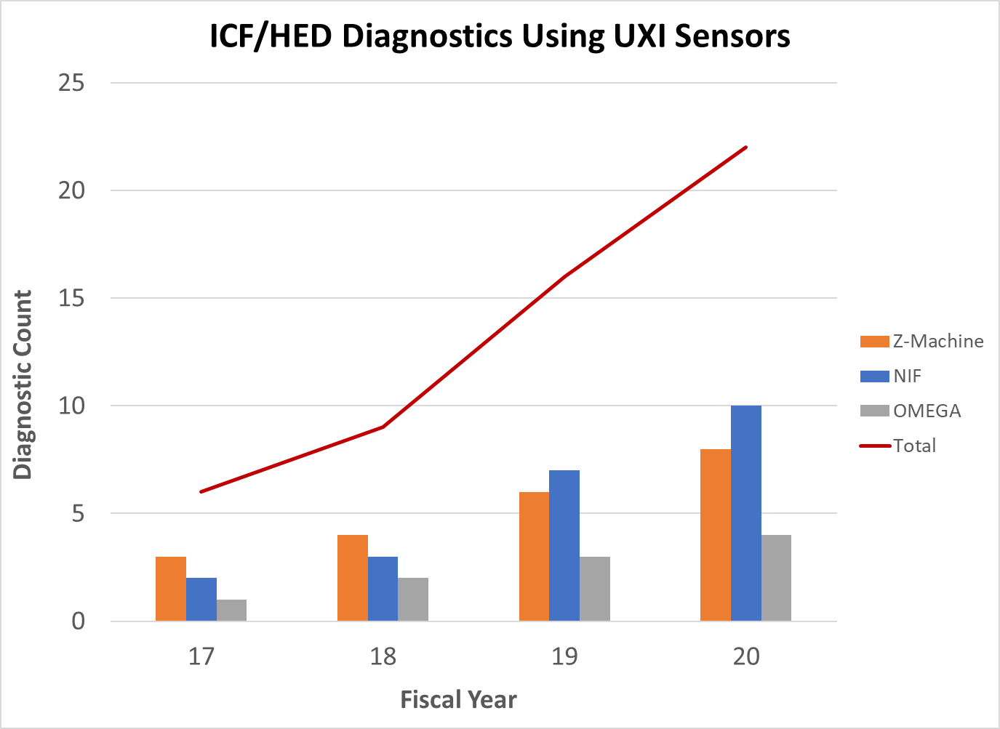 ICF/HED Diagnostics Using UXI Sensors
25
20
15
10
5
0
Diagnostic Count
17 18 19 20
Fiscal Year
Z-Machine
NIF
OMEGA
Total